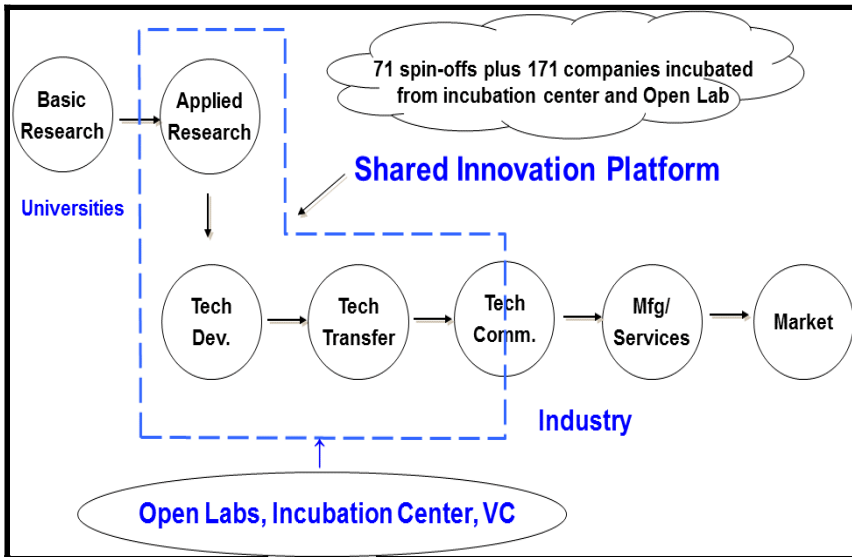 71 spin-offs plus 171 companies incubated
from incubation center and Open Lab
Basic
Research
Applied
Research
Shared Innovation Platform
Universities
Tech
Dev.
Tech
Transfer
Tech
Comm.
Mfg/
Services
Market
Industry
Open Labs, Incubation Center, VC